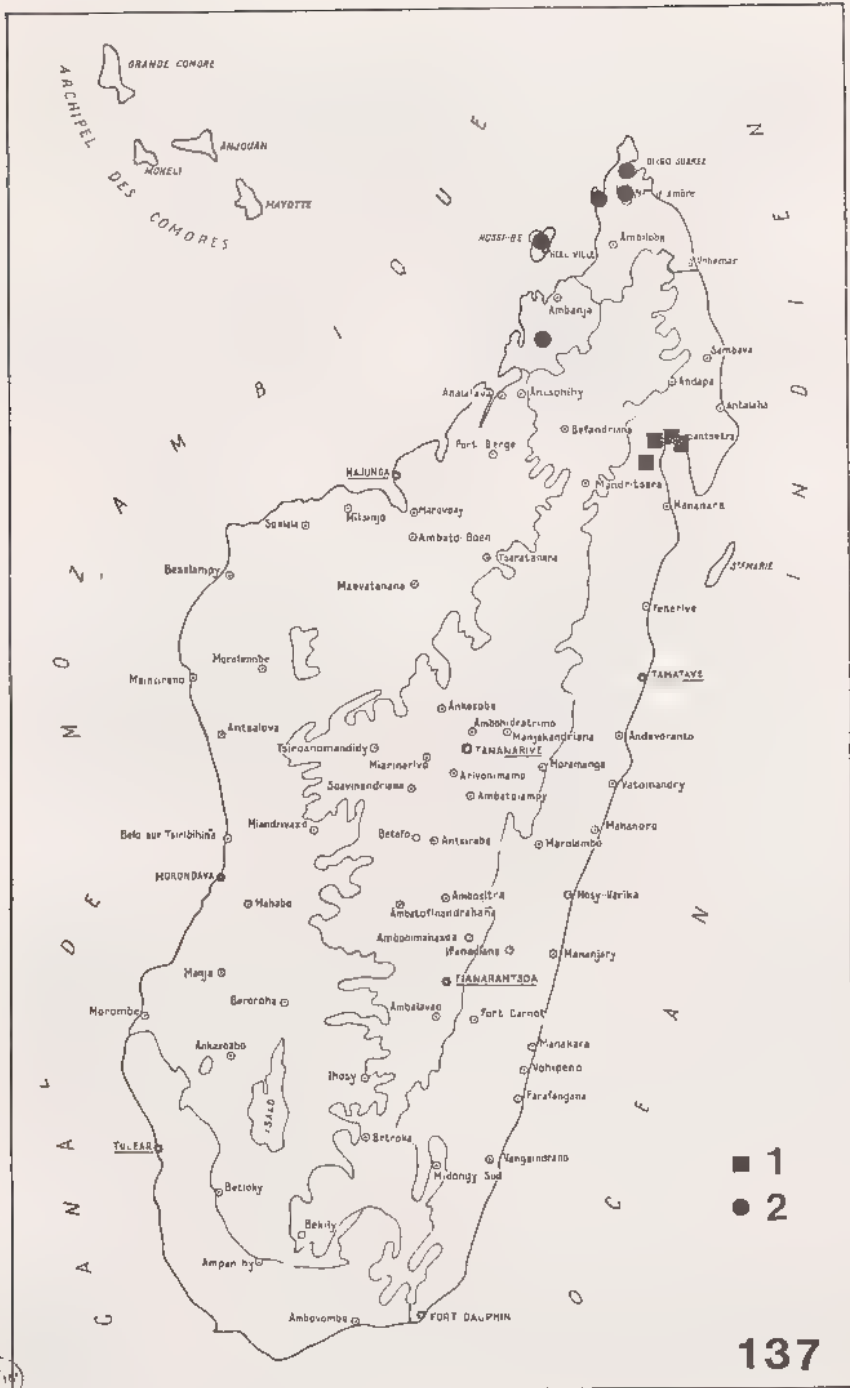 GRANDE COMORE
ARCHIPEL DES COMORES
ANJOUAN
MOHELI
MAYOTTE
CANAL DE MOZAMBIQUE
OCEAN INDIEN
DIEGO SUAREZ
NOSSI-BE
HELL VILLE
Ambilobe
Vohemar
Ambanja
Sambava
Andapa
Analalava
Antsohihy
Antalaha
Befandriana
Port Berge
MAJUNGA
Mandritsara
Mananara
Soalala
Mitsinjo
Marovoay
Ambato-Boen
Tsaratanana
Besalampy
Maevatanana
Ste MARIE
Fenerive
Morafenobe
Maintirano
TAMATAVE
Ankazobe
Antsalova
Ambohidratrimo
Manjakandriana
Andevoranto
Tsiroanomandidy
TANANARIVE
Miarinarivo
Moramanga
Arivonimamo
Soavinandriana
Ambatolampy
Vatomandry
Miandrivazo
Mahanoro
Belo sur Tsiribihina
Betafo
Antsirabe
Marolambo
MORONDAVA
Mahabo
Ambositra
Ambatofinandrahana
Nosy-Varika
Ambohimahasoa
Ifanadiana
Mananjary
Manja
FIANARANTSOA
Beroroha
Morombe
Ambalavao
Fort Carnot
Ankazoabo
Manakara
Vohipeno
Ihosy
ISALO
Farafangana
TULEAR
Betroka
Vangaindrano
Midongy Sud
Betioky
Bekily
Ampanihy
Ambovombe
FORT DAUPHIN
1
2
137